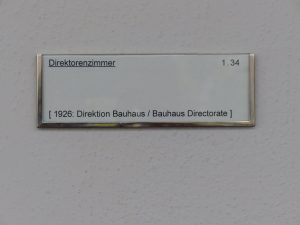 Direktorenzimmer 1. 34
[ 1926: Direktion Bauhaus / Bauhaus Directorate ]